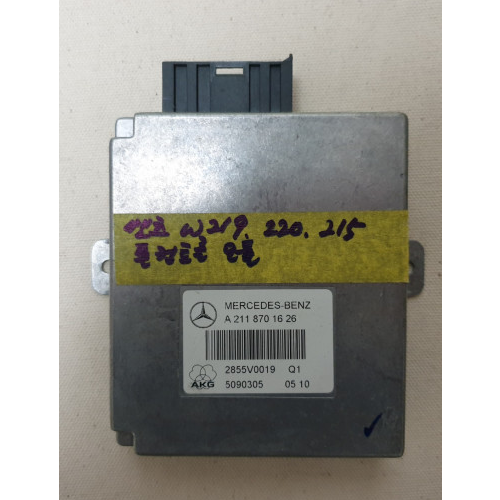 벤츠 W219, 220, 215
MERCEDES-BENZ
A 211 870 16 26
2855V0019 Q1
AKG
5090305 05 10